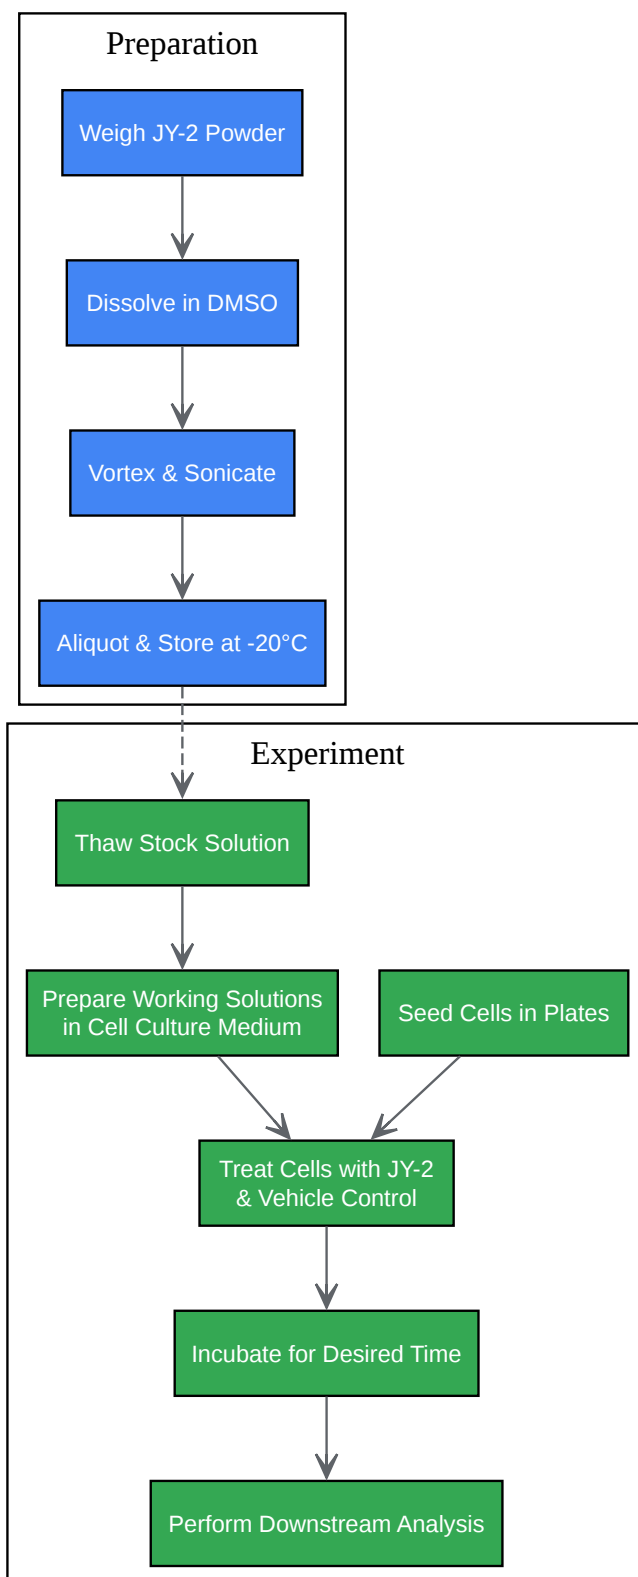 Preparation
Weigh JY-2 Powder
Dissolve in DMSO
Vortex & Sonicate
Aliquot & Store at -20°C
Experiment
Thaw Stock Solution
Prepare Working Solutions
in Cell Culture Medium
Seed Cells in Plates
Treat Cells with JY-2
& Vehicle Control
Incubate for Desired Time
Perform Downstream Analysis